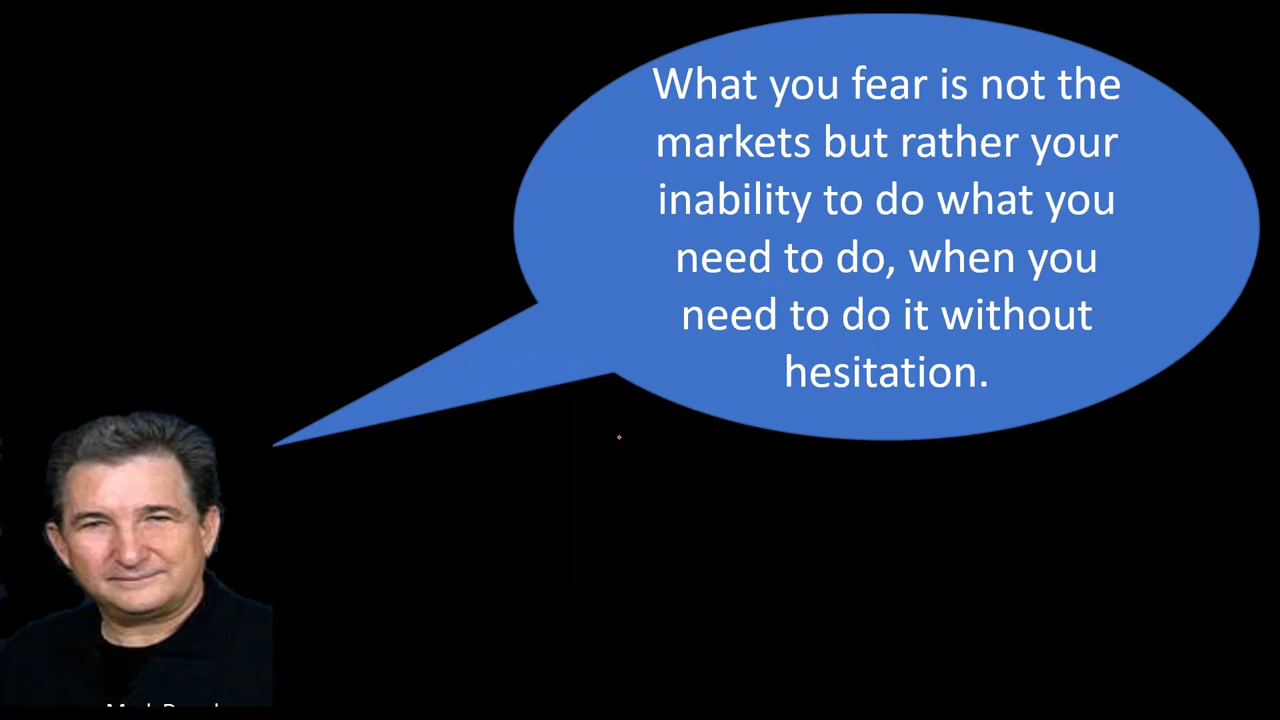 What you fear is not the
markets but rather your
inability to do what you
need to do, when you
need to do it without
hesitation.